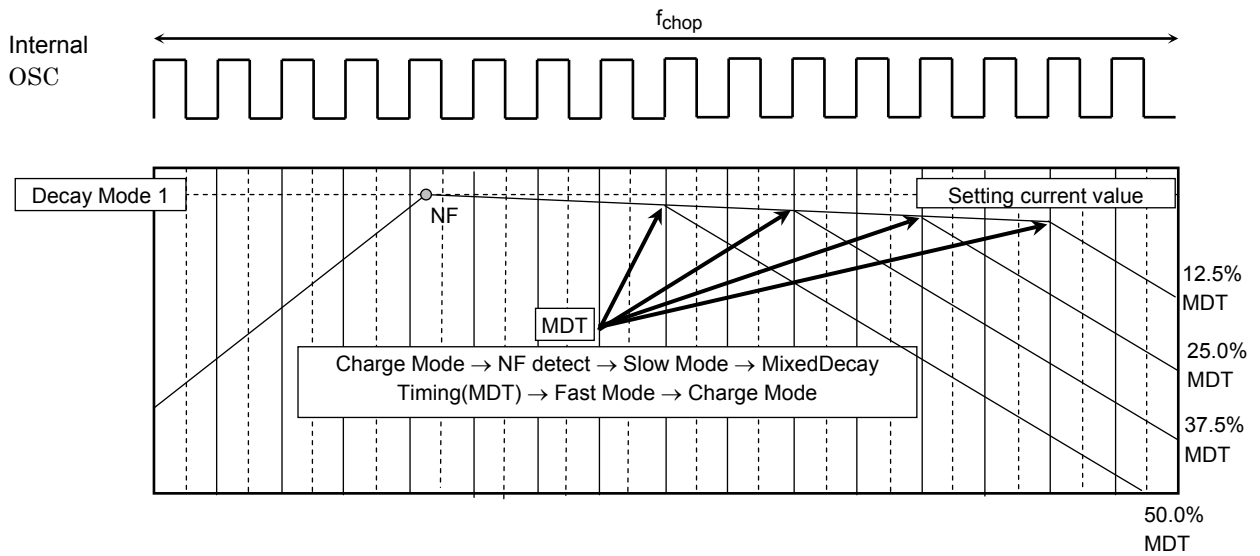 f_chop
Internal
OSC
Decay Mode 1
Setting current value
NF
12.5%
MDT
MDT
Charge Mode → NF detect → Slow Mode → MixedDecay
Timing(MDT) → Fast Mode → Charge Mode
25.0%
MDT
37.5%
MDT
50.0%
MDT